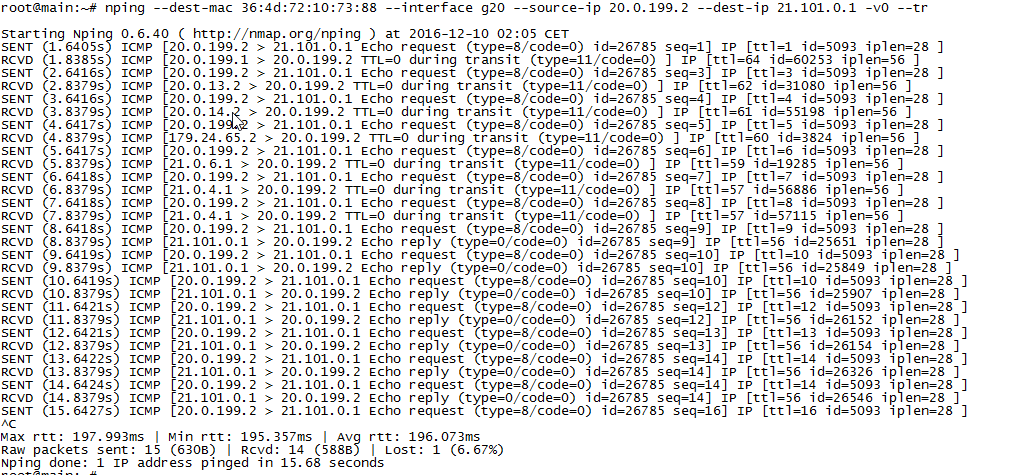 root@main:~# nping --dest-mac 36:4d:72:10:73:88 --interface g20 --source-ip 20.0.199.2 --dest-ip 21.101.0.1 -v0 --tr
Starting Nping 0.6.40 ( http://nmap.org/nping ) at 2016-12-10 02:05 CET
SENT (1.6405s) ICMP [20.0.199.2 > 21.101.0.1 Echo request (type=8/code=0) id=26785 seq=1] IP [ttl=1 id=5093 iplen=28 ]
RCVD (1.8385s) ICMP [20.0.199.1 > 20.0.199.2 TTL=0 during transit (type=11/code=0) ] IP [ttl=64 id=60253 iplen=56 ]
SENT (2.6416s) ICMP [20.0.199.2 > 21.101.0.1 Echo request (type=8/code=0) id=26785 seq=3] IP [ttl=3 id=5093 iplen=28 ]
RCVD (2.8379s) ICMP [20.0.13.2 > 20.0.199.2 TTL=0 during transit (type=11/code=0) ] IP [ttl=62 id=31080 iplen=56 ]
SENT (3.6416s) ICMP [20.0.199.2 > 21.101.0.1 Echo request (type=8/code=0) id=26785 seq=4] IP [ttl=4 id=5093 iplen=28 ]
RCVD (3.8379s) ICMP [20.0.14.2 > 20.0.199.2 TTL=0 during transit (type=11/code=0) ] IP [ttl=61 id=55198 iplen=56 ]
SENT (4.6417s) ICMP [20.0.199.2 > 21.101.0.1 Echo request (type=8/code=0) id=26785 seq=5] IP [ttl=5 id=5093 iplen=28 ]
RCVD (4.8379s) ICMP [179.24.65.2 > 20.0.199.2 TTL=0 during transit (type=11/code=0) ] IP [ttl=60 id=3824 iplen=56 ]
SENT (5.6417s) ICMP [20.0.199.2 > 21.101.0.1 Echo request (type=8/code=0) id=26785 seq=6] IP [ttl=6 id=5093 iplen=28 ]
RCVD (5.8379s) ICMP [21.0.6.1 > 20.0.199.2 TTL=0 during transit (type=11/code=0) ] IP [ttl=59 id=19285 iplen=56 ]
SENT (6.6418s) ICMP [20.0.199.2 > 21.101.0.1 Echo request (type=8/code=0) id=26785 seq=7] IP [ttl=7 id=5093 iplen=28 ]
RCVD (6.8379s) ICMP [21.0.4.1 > 20.0.199.2 TTL=0 during transit (type=11/code=0) ] IP [ttl=57 id=56886 iplen=56 ]
SENT (7.6418s) ICMP [20.0.199.2 > 21.101.0.1 Echo request (type=8/code=0) id=26785 seq=8] IP [ttl=8 id=5093 iplen=28 ]
RCVD (7.8379s) ICMP [21.0.4.1 > 20.0.199.2 TTL=0 during transit (type=11/code=0) ] IP [ttl=57 id=57115 iplen=56 ]
SENT (8.6418s) ICMP [20.0.199.2 > 21.101.0.1 Echo request (type=8/code=0) id=26785 seq=9] IP [ttl=9 id=5093 iplen=28 ]
RCVD (8.8379s) ICMP [21.101.0.1 > 20.0.199.2 Echo reply (type=0/code=0) id=26785 seq=9] IP [ttl=56 id=25651 iplen=28 ]
SENT (9.6419s) ICMP [20.0.199.2 > 21.101.0.1 Echo request (type=8/code=0) id=26785 seq=10] IP [ttl=10 id=5093 iplen=28 ]
RCVD (9.8379s) ICMP [21.101.0.1 > 20.0.199.2 Echo reply (type=0/code=0) id=26785 seq=10] IP [ttl=56 id=25849 iplen=28 ]
SENT (10.6419s) ICMP [20.0.199.2 > 21.101.0.1 Echo request (type=8/code=0) id=26785 seq=10] IP [ttl=10 id=5093 iplen=28 ]
RCVD (10.8379s) ICMP [21.101.0.1 > 20.0.199.2 Echo reply (type=0/code=0) id=26785 seq=10] IP [ttl=56 id=25907 iplen=28 ]
SENT (11.6421s) ICMP [20.0.199.2 > 21.101.0.1 Echo request (type=8/code=0) id=26785 seq=12] IP [ttl=12 id=5093 iplen=28 ]
RCVD (11.8379s) ICMP [21.101.0.1 > 20.0.199.2 Echo reply (type=0/code=0) id=26785 seq=12] IP [ttl=56 id=26152 iplen=28 ]
SENT (12.6421s) ICMP [20.0.199.2 > 21.101.0.1 Echo request (type=8/code=0) id=26785 seq=13] IP [ttl=13 id=5093 iplen=28 ]
RCVD (12.8379s) ICMP [21.101.0.1 > 20.0.199.2 Echo reply (type=0/code=0) id=26785 seq=13] IP [ttl=56 id=26154 iplen=28 ]
SENT (13.6422s) ICMP [20.0.199.2 > 21.101.0.1 Echo request (type=8/code=0) id=26785 seq=14] IP [ttl=14 id=5093 iplen=28 ]
RCVD (13.8379s) ICMP [21.101.0.1 > 20.0.199.2 Echo reply (type=0/code=0) id=26785 seq=14] IP [ttl=56 id=26326 iplen=28 ]
SENT (14.6424s) ICMP [20.0.199.2 > 21.101.0.1 Echo request (type=8/code=0) id=26785 seq=14] IP [ttl=14 id=5093 iplen=28 ]
RCVD (14.8379s) ICMP [21.101.0.1 > 20.0.199.2 Echo reply (type=0/code=0) id=26785 seq=14] IP [ttl=56 id=26546 iplen=28 ]
SENT (15.6427s) ICMP [20.0.199.2 > 21.101.0.1 Echo request (type=8/code=0) id=26785 seq=16] IP [ttl=16 id=5093 iplen=28 ]
^C
Max rtt: 197.993ms | Min rtt: 195.357ms | Avg rtt: 196.073ms
Raw packets sent: 15 (630B) | Rcvd: 14 (588B) | Lost: 1 (6.67%)
Nping done: 1 IP address pinged in 15.68 seconds